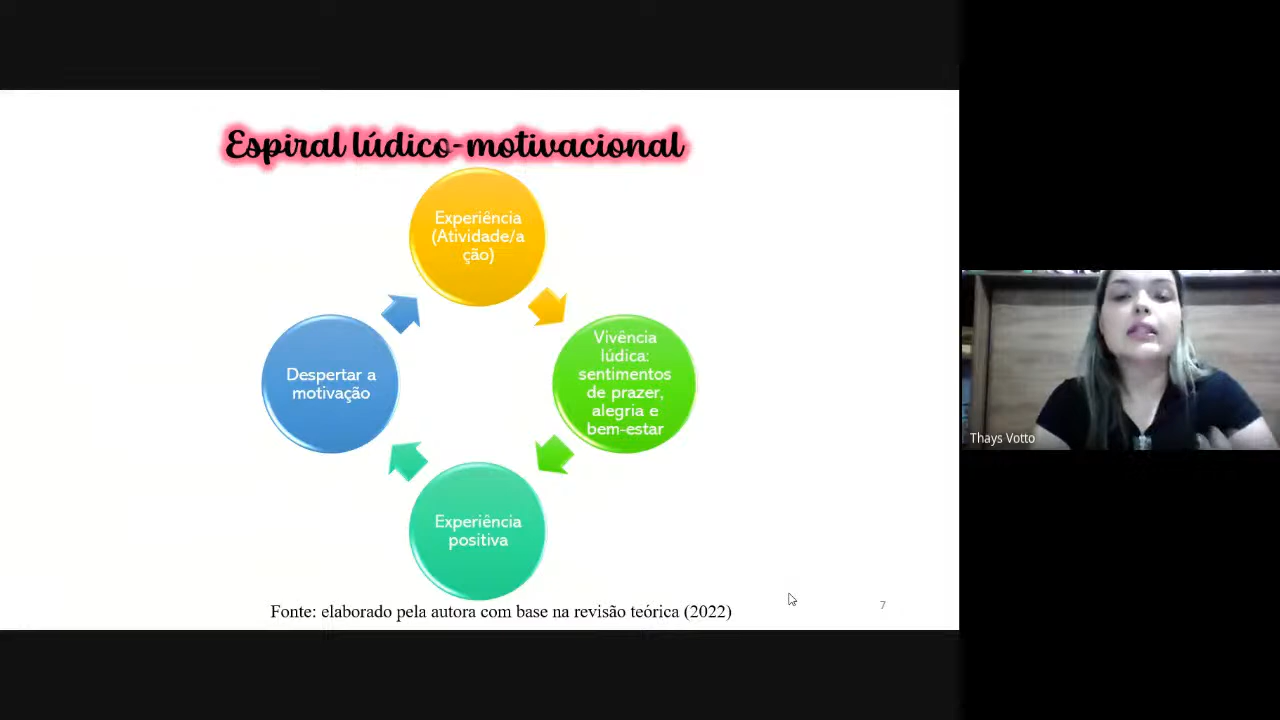 Espiral lúdico-motivacional
Experiência
(Atividade/a
ção)
Vivência
lúdica:
sentimentos
de prazer,
alegria e
bem-estar
Despertar a
motivação
Experiência
positiva
Fonte: elaborado pela autora com base na revisão teórica (2022)
7
Thays Votto